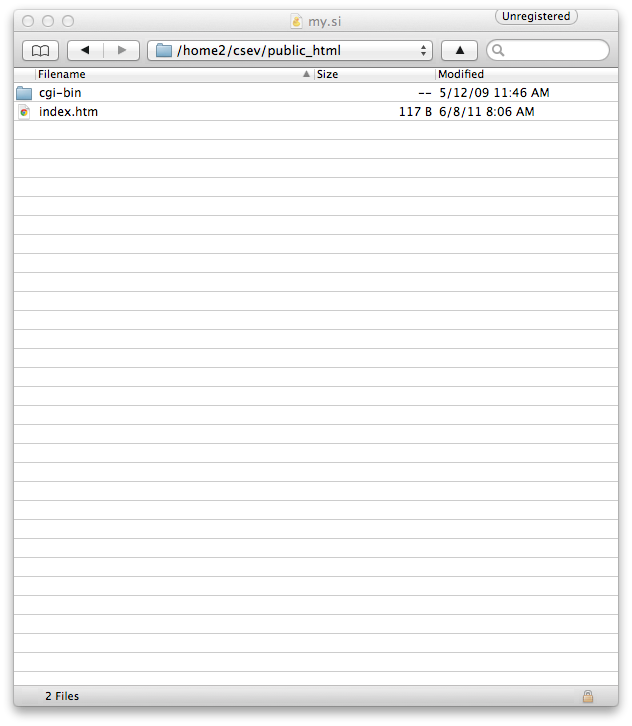 my.si
Unregistered
/home2/csev/public_html
Filename Size Modified
cgi-bin -- 5/12/09 11:46 AM
index.htm 117 B 6/8/11 8:06 AM
2 Files